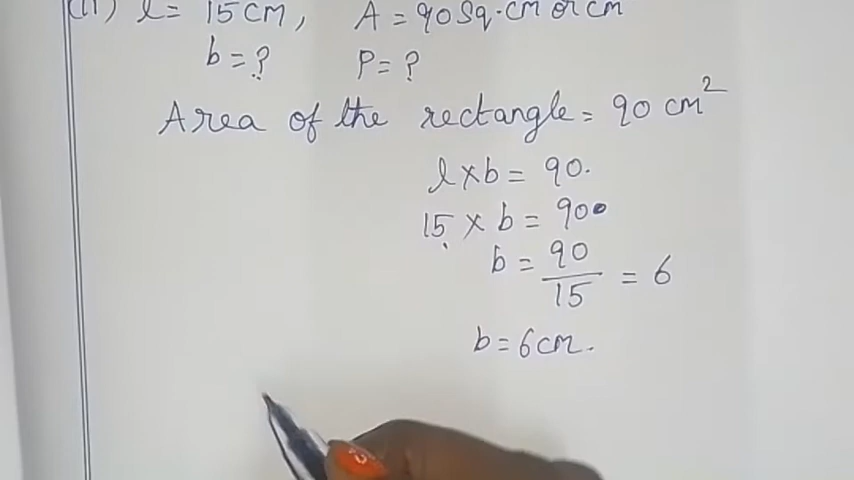 (ii) l = 15 cm, A = 90 sq.cm or cm
b = ? P = ?
Area of the rectangle = 90 cm²
l × b = 90.
15 × b = 90
b = 90/15 = 6
b = 6 cm.